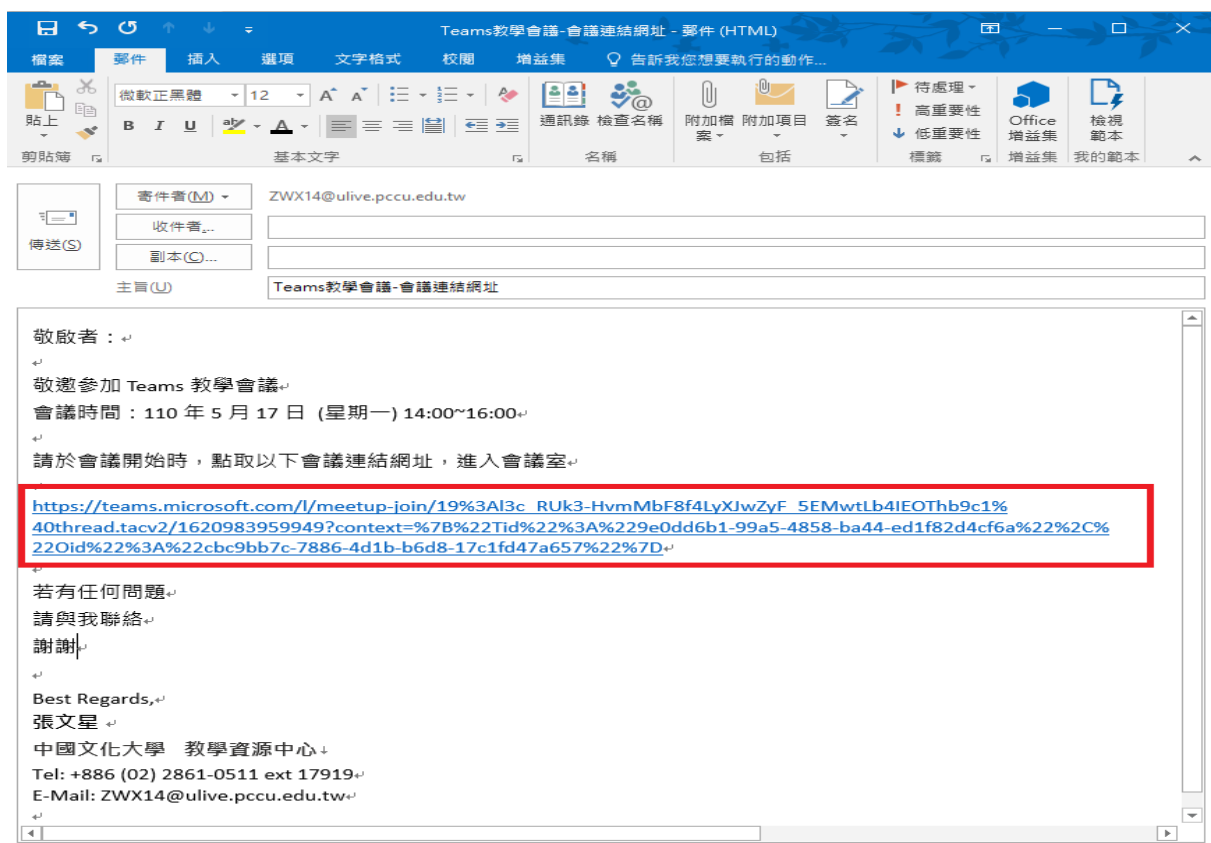 Teams教學會議-會議連結網址 - 郵件 (HTML)
檔案 郵件 插入 選項 文字格式 校閱 增益集 告訴我您想要執行的動作...
微軟正黑體 12 A A 待處理
貼上 B I U A 通訊錄 檢查名稱 附加檔案 附加項目 簽名 高重要性 Office 增益集 檢視範本
低重要性
剪貼簿 基本文字 名稱 包括 標籤 增益集 我的範本
寄件者(M) ZWX14@ulive.pccu.edu.tw
收件者...
傳送(S)
副本(C)...
主旨(U) Teams教學會議-會議連結網址
敬啟者：
敬邀參加 Teams 教學會議
會議時間：110 年 5 月 17 日 (星期一) 14:00~16:00
請於會議開始時，點取以下會議連結網址，進入會議室
https://teams.microsoft.com/l/meetup-join/19%3Al3c_RUk3-HvmMbF8f4LyXJwZyF_5EMwtLb4IEOThb9c1%
40thread.tacv2/1620983959949?context=%7B%22Tid%22%3A%229e0dd6b1-99a5-4858-ba44-ed1f82d4cf6a%22%2C%
22Oid%22%3A%22cbc9bb7c-7886-4d1b-b6d8-17c1fd47a657%22%7D
若有任何問題
請與我聯絡
謝謝
Best Regards,
張文星
中國文化大學 教學資源中心
Tel: +886 (02) 2861-0511 ext 17919
E-Mail: ZWX14@ulive.pccu.edu.tw